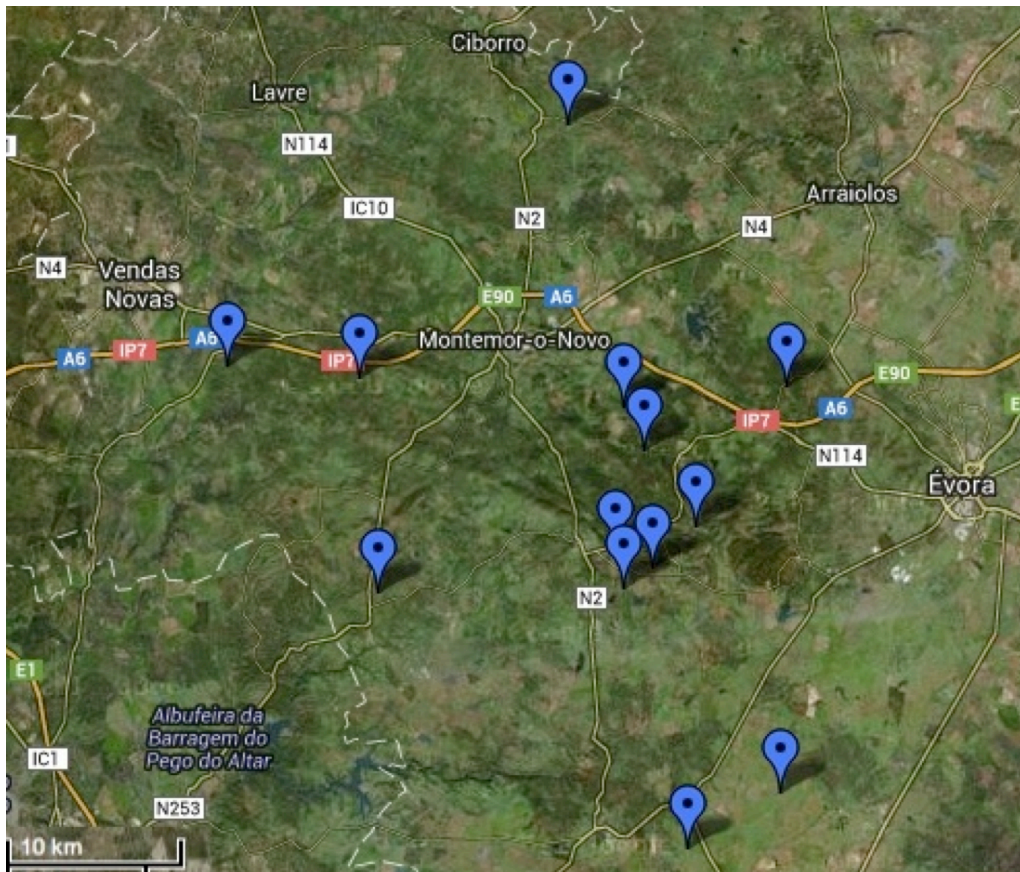 Ciborro
Lavre
N114
1
IC10
Arraiolos
N2
N4
N4
Vendas
Novas
E90
A6
A6
IP7
A6
IP7
Montemor-o-Novo
E90
A6
E
IP7
N114
Évora
N2
E1
Albufeira da
Barragem do
Pego do Altar
IC1
N253
10 km